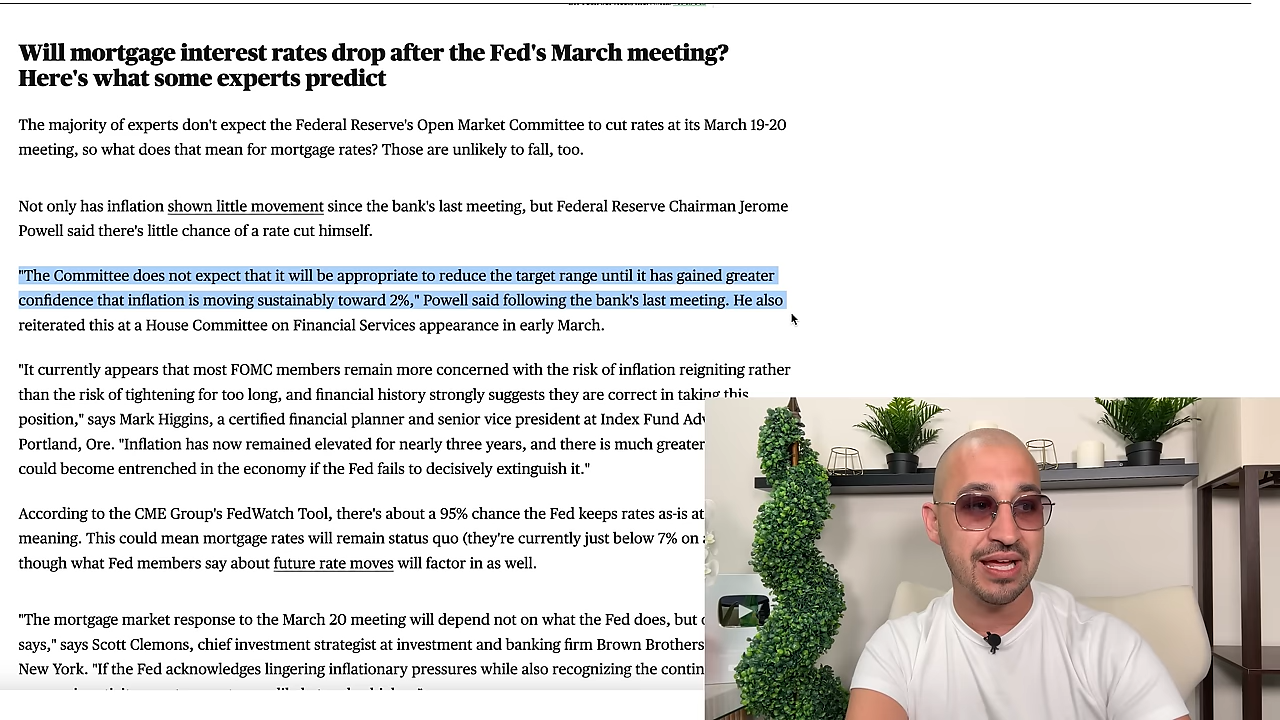 Will mortgage interest rates drop after the Fed's March meeting?
Here's what some experts predict
The majority of experts don't expect the Federal Reserve's Open Market Committee to cut rates at its March 19-20
meeting, so what does that mean for mortgage rates? Those are unlikely to fall, too.
Not only has inflation shown little movement since the bank's last meeting, but Federal Reserve Chairman Jerome
Powell said there's little chance of a rate cut himself.
"The Committee does not expect that it will be appropriate to reduce the target range until it has gained greater
confidence that inflation is moving sustainably toward 2%," Powell said following the bank's last meeting. He also
reiterated this at a House Committee on Financial Services appearance in early March.
"It currently appears that most FOMC members remain more concerned with the risk of inflation reigniting rather
than the risk of tightening for too long, and financial history strongly suggests they are correct in taking this
position," says Mark Higgins, a certified financial planner and senior vice president at Index Fund
Portland, Ore. "Inflation has now remained elevated for nearly three years, and there is much greater
could become entrenched in the economy if the Fed fails to decisively extinguish it."
According to the CME Group's FedWatch Tool, there's about a 95% chance the Fed keeps rates as-is at
meaning. This could mean mortgage rates will remain status quo (they're currently just below 7% on
though what Fed members say about future rate moves will factor in as well.
"The mortgage market response to the March 20 meeting will depend not on what the Fed does, but
says," says Scott Clemons, chief investment strategist at investment and banking firm Brown Brothers
New York. "If the Fed acknowledges lingering inflationary pressures while also recognizing the